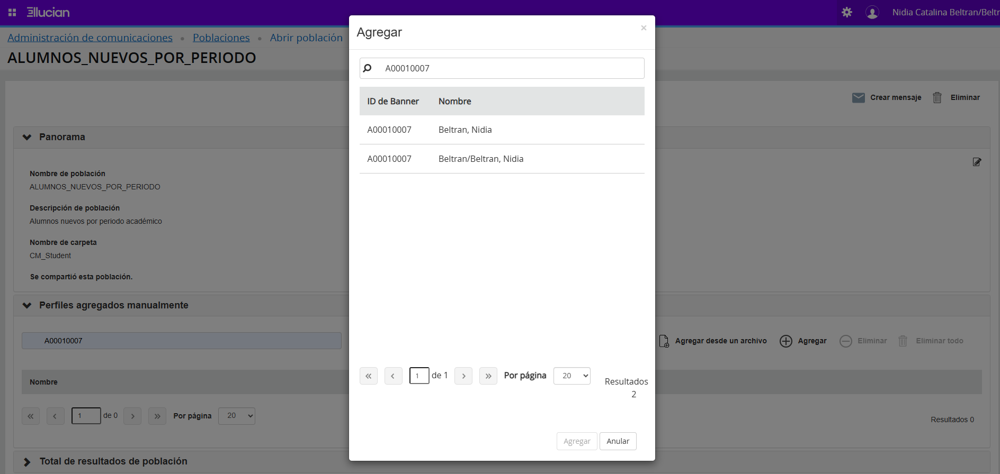 Ellucian
Nidia Catalina Beltran/Beltr
Administración de comunicaciones • Poblaciones • Abrir población
ALUMNOS_NUEVOS_POR_PERIODO
Crear mensaje
Eliminar
Panorama
Nombre de población
ALUMNOS_NUEVOS_POR_PERIODO
Descripción de población
Alumnos nuevos por periodo académico
Nombre de carpeta
CM_Student
Se compartió esta población.
Perfiles agregados manualmente
A00010007
Agregar desde un archivo
Agregar
Eliminar
Eliminar todo
Nombre
« ‹ 1 de 0 › » Por página 20
Resultados 0
Total de resultados de población
Agregar ×
A00010007
ID de Banner Nombre
A00010007 Beltran, Nidia
A00010007 Beltran/Beltran, Nidia
« ‹ 1 de 1 › » Por página 20
Resultados
2
Agregar Anular